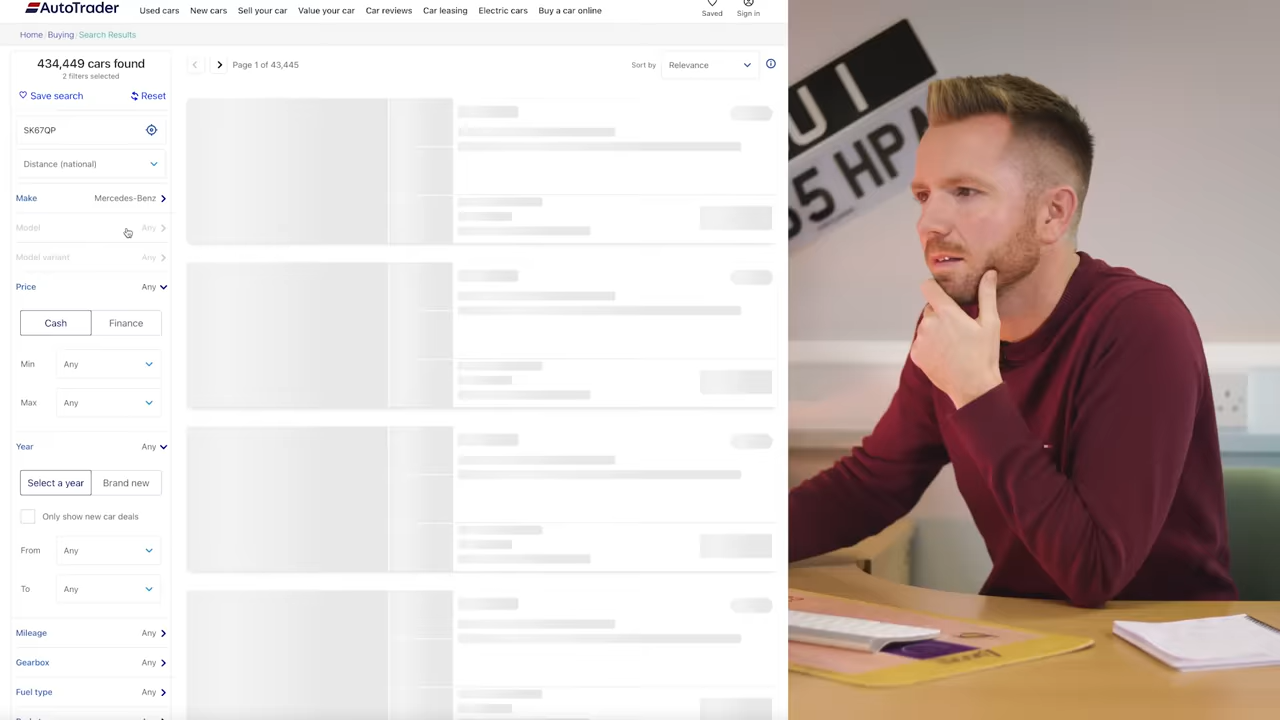 AutoTrader
Used cars New cars Sell your car Value your car Car reviews Car leasing Electric cars Buy a car online
Saved Sign in
Home Buying Search Results
434,449 cars found
2 filters selected
Save search Reset
SK67QP
Distance (national)
Make Mercedes-Benz
Model Any
Model variant Any
Price Any
Cash Finance
Min Any
Max Any
Year Any
Select a year Brand new
Only show new car deals
From Any
To Any
Mileage Any
Gearbox Any
Fuel type Any
Page 1 of 43,445
Sort by Relevance
UI
55 HPA